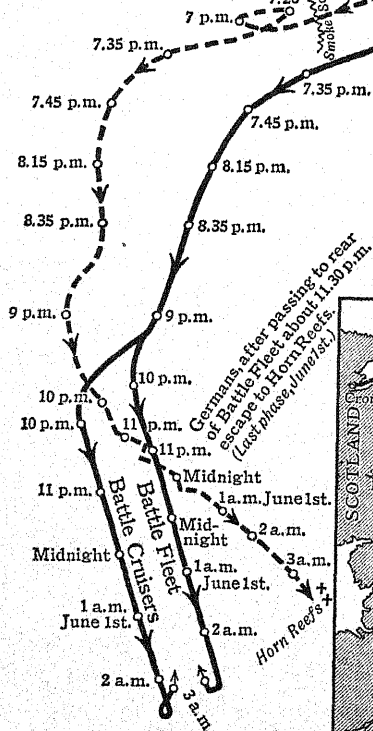 7 p.m.
Smoke
7.35 p.m.
7.35 p.m.
7.45 p.m.
7.45 p.m.
8.15 p.m.
8.15 p.m.
8.35 p.m.
8.35 p.m.
9 p.m.
9 p.m.
Germans, after passing to rear
of Battle Fleet about 11.30 p.m.
escape to Horn Reefs.
(Last phase, June 1st.)
10 p.m.
10 p.m.
10 p.m.
11 p.m.
11 p.m.
11 p.m.
Midnight
Midnight
Mid-
night
Battle Cruisers
Battle Fleet
1 a.m. June 1st.
2 a.m.
3 a.m.
1 a.m.
June 1st.
1 a.m.
June 1st.
2 a.m.
2 a.m.
3 a.m
Horn Reefs
SCOTLAND